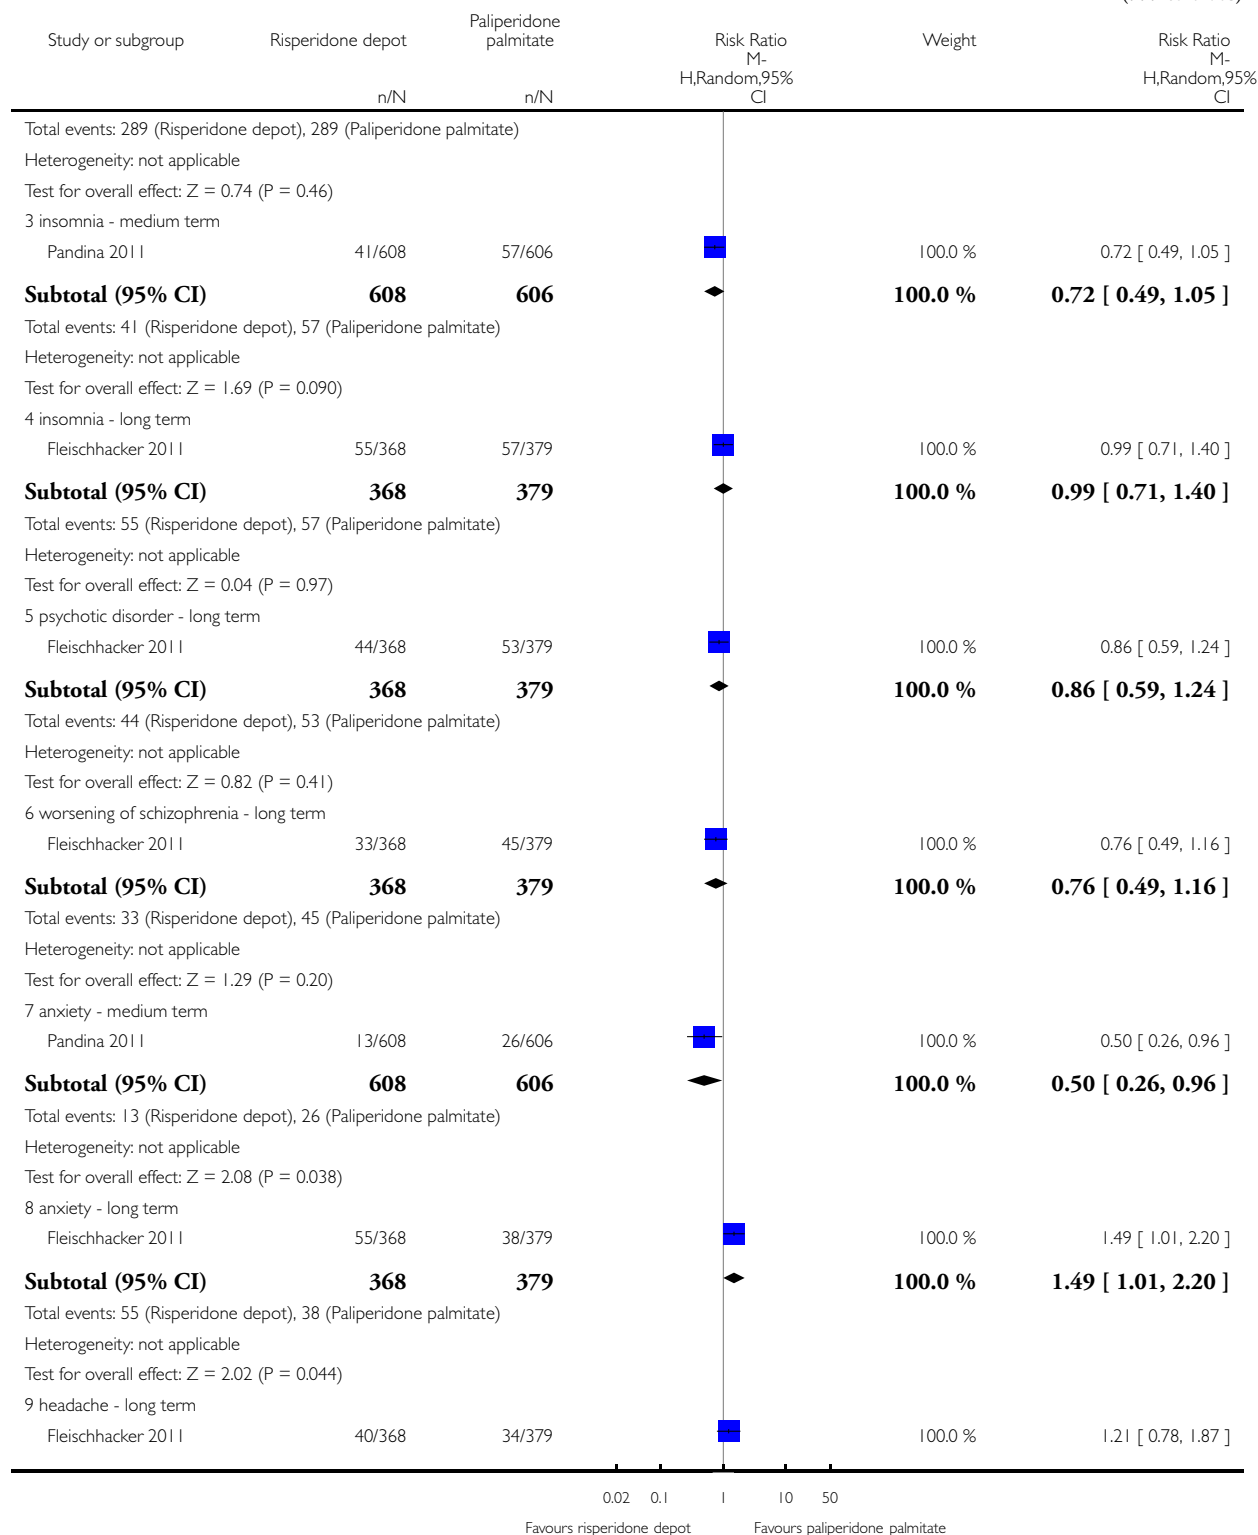 Study or subgroup Risperidone depot Paliperidone palmitate Risk Ratio Weight Risk Ratio
M-H,Random,95% CI M-H,Random,95% CI
n/N n/N
Total events: 289 (Risperidone depot), 289 (Paliperidone palmitate)
Heterogeneity: not applicable
Test for overall effect: Z = 0.74 (P = 0.46)
3 insomnia - medium term
Pandina 2011 41/608 57/606 100.0 % 0.72 [ 0.49, 1.05 ]
Subtotal (95% CI) 608 606 100.0 % 0.72 [ 0.49, 1.05 ]
Total events: 41 (Risperidone depot), 57 (Paliperidone palmitate)
Heterogeneity: not applicable
Test for overall effect: Z = 1.69 (P = 0.090)
4 insomnia - long term
Fleischhacker 2011 55/368 57/379 100.0 % 0.99 [ 0.71, 1.40 ]
Subtotal (95% CI) 368 379 100.0 % 0.99 [ 0.71, 1.40 ]
Total events: 55 (Risperidone depot), 57 (Paliperidone palmitate)
Heterogeneity: not applicable
Test for overall effect: Z = 0.04 (P = 0.97)
5 psychotic disorder - long term
Fleischhacker 2011 44/368 53/379 100.0 % 0.86 [ 0.59, 1.24 ]
Subtotal (95% CI) 368 379 100.0 % 0.86 [ 0.59, 1.24 ]
Total events: 44 (Risperidone depot), 53 (Paliperidone palmitate)
Heterogeneity: not applicable
Test for overall effect: Z = 0.82 (P = 0.41)
6 worsening of schizophrenia - long term
Fleischhacker 2011 33/368 45/379 100.0 % 0.76 [ 0.49, 1.16 ]
Subtotal (95% CI) 368 379 100.0 % 0.76 [ 0.49, 1.16 ]
Total events: 33 (Risperidone depot), 45 (Paliperidone palmitate)
Heterogeneity: not applicable
Test for overall effect: Z = 1.29 (P = 0.20)
7 anxiety - medium term
Pandina 2011 13/608 26/606 100.0 % 0.50 [ 0.26, 0.96 ]
Subtotal (95% CI) 608 606 100.0 % 0.50 [ 0.26, 0.96 ]
Total events: 13 (Risperidone depot), 26 (Paliperidone palmitate)
Heterogeneity: not applicable
Test for overall effect: Z = 2.08 (P = 0.038)
8 anxiety - long term
Fleischhacker 2011 55/368 38/379 100.0 % 1.49 [ 1.01, 2.20 ]
Subtotal (95% CI) 368 379 100.0 % 1.49 [ 1.01, 2.20 ]
Total events: 55 (Risperidone depot), 38 (Paliperidone palmitate)
Heterogeneity: not applicable
Test for overall effect: Z = 2.02 (P = 0.044)
9 headache - long term
Fleischhacker 2011 40/368 34/379 100.0 % 1.21 [ 0.78, 1.87 ]
0.02 0.1 1 10 50
Favours risperidone depot Favours paliperidone palmitate